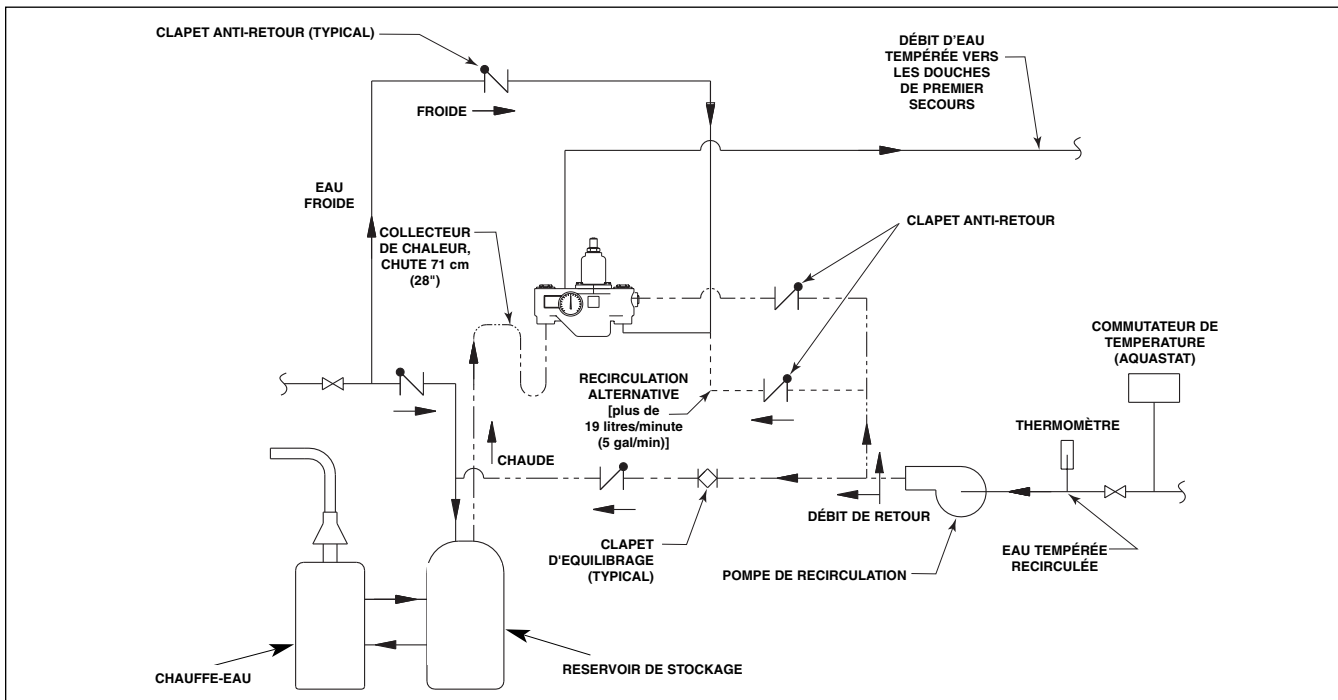 CLAPET ANTI-RETOUR (TYPICAL)
DÉBIT D'EAU
TEMPÉRÉE VERS
LES DOUCHES
DE PREMIER
SECOURS
FROIDE
EAU
FROIDE
COLLECTEUR
DE CHALEUR,
CHUTE 71 cm
(28")
CLAPET ANTI-RETOUR
COMMUTATEUR DE
TEMPERATURE
(AQUASTAT)
RECIRCULATION
ALTERNATIVE
[plus de
19 litres/minute
(5 gal/min)]
THERMOMÈTRE
CHAUDE
DÉBIT DE RETOUR
CLAPET
D'EQUILIBRAGE
(TYPICAL)
EAU TEMPÉRÉE
RECIRCULÉE
POMPE DE RECIRCULATION
RESERVOIR DE STOCKAGE
CHAUFFE-EAU